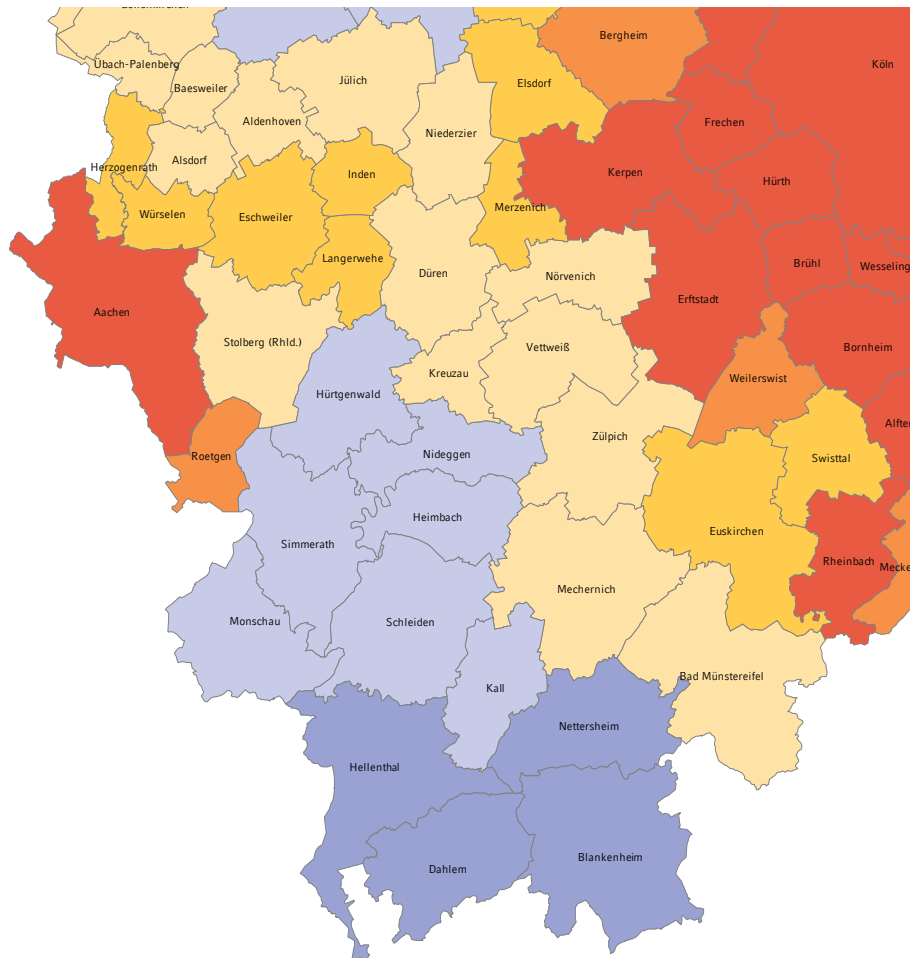 Bergheim
Übach-Palenberg
Köln
Jülich
Elsdorf
Baesweiler
Aldenhoven
Frechen
Niederzier
Alsdorf
Herzogenrath
Inden
Kerpen
Hürth
Merzenich
Würselen
Eschweiler
Langerwehe
Brühl
Wesseling
Düren
Nörvenich
Erftstadt
Aachen
Stolberg (Rhld.)
Vettweiß
Bornheim
Kreuzau
Weilerswist
Hürtgenwald
Alfter
Zülpich
Nideggen
Roetgen
Swisttal
Heimbach
Euskirchen
Simmerath
Rheinbach
Mecke
Mechernich
Monschau
Schleiden
Bad Münstereifel
Kall
Nettersheim
Hellenthal
Blankenheim
Dahlem